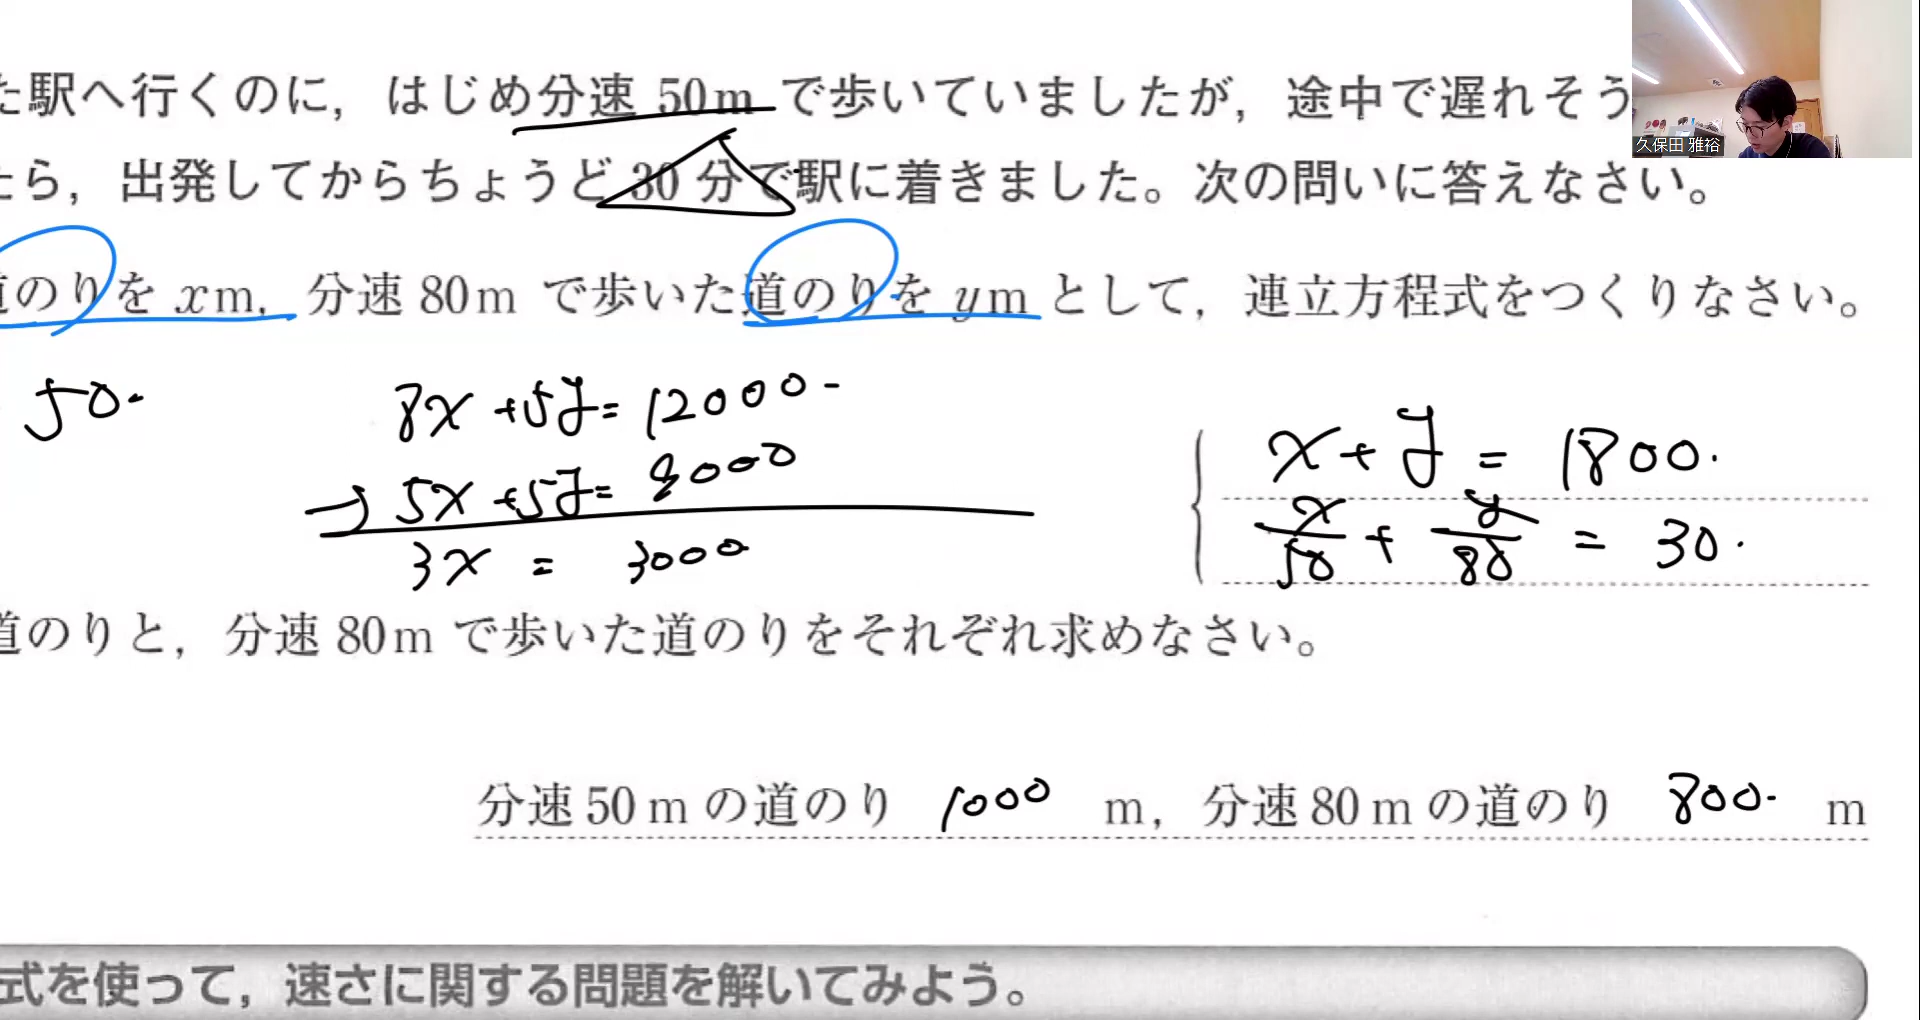 た駅へ行くのに，はじめ分速 50m で歩いていましたが，途中で遅れそう
久保田 雅裕
たら，出発してからちょうど 30 分で駅に着きました。次の問いに答えなさい。
道のりを xm，分速 80m で歩いた道のりを ym として，連立方程式をつくりなさい。
50.
8x+5y=12000
5x+5y=9000
3x = 3000
x+y = 1800.
x/50 + y/80 = 30.
道のりと，分速 80m で歩いた道のりをそれぞれ求めなさい。
分速 50 m の道のり 1000 m，分速 80 m の道のり 800. m
式を使って，速さに関する問題を解いてみよう。